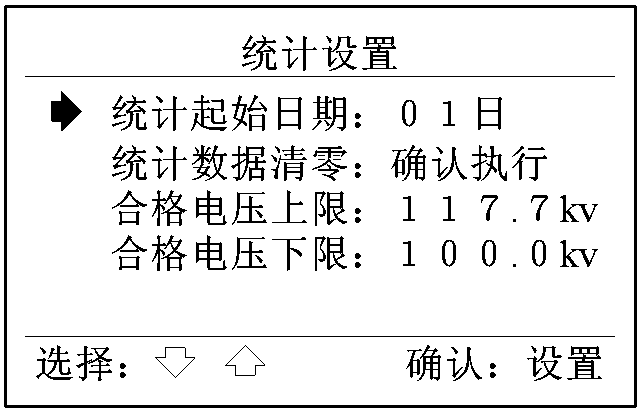 统计设置
统计起始日期：０１日
统计数据清零：确认执行
合格电压上限：１１７.７kv
合格电压下限：１００.０kv
选择： 确认：设置